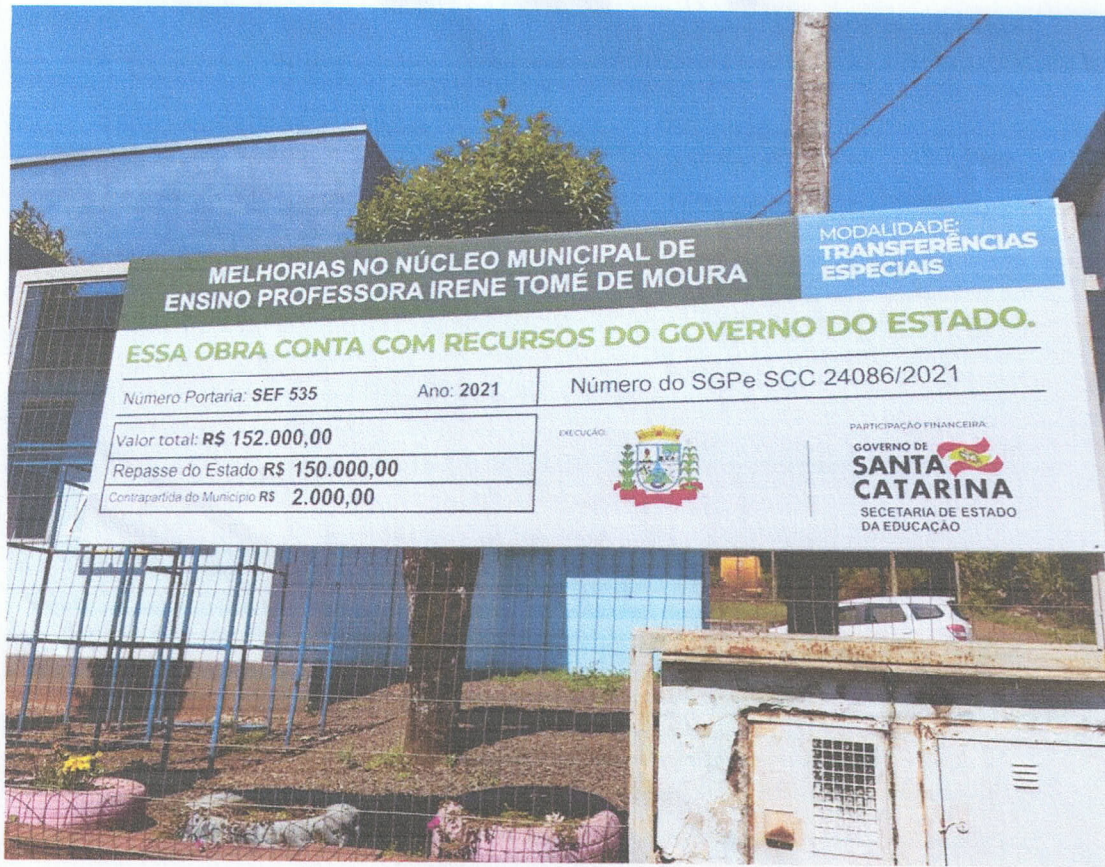 MELHORIAS NO NÚCLEO MUNICIPAL DE
ENSINO PROFESSORA IRENE TOMÉ DE MOURA
MODALIDADE:
TRANSFERÊNCIAS
ESPECIAIS
ESSA OBRA CONTA COM RECURSOS DO GOVERNO DO ESTADO.
Número Portaria: SEF 535 Ano: 2021
Número do SGPe SCC 24086/2021
Valor total: R$ 152.000,00
Repasse do Estado R$ 150.000,00
Contrapartida do Município R$ 2.000,00
EXECUÇÃO:
PARTICIPAÇÃO FINANCEIRA:
GOVERNO DE
SANTA
CATARINA
SECRETARIA DE ESTADO
DA EDUCAÇÃO